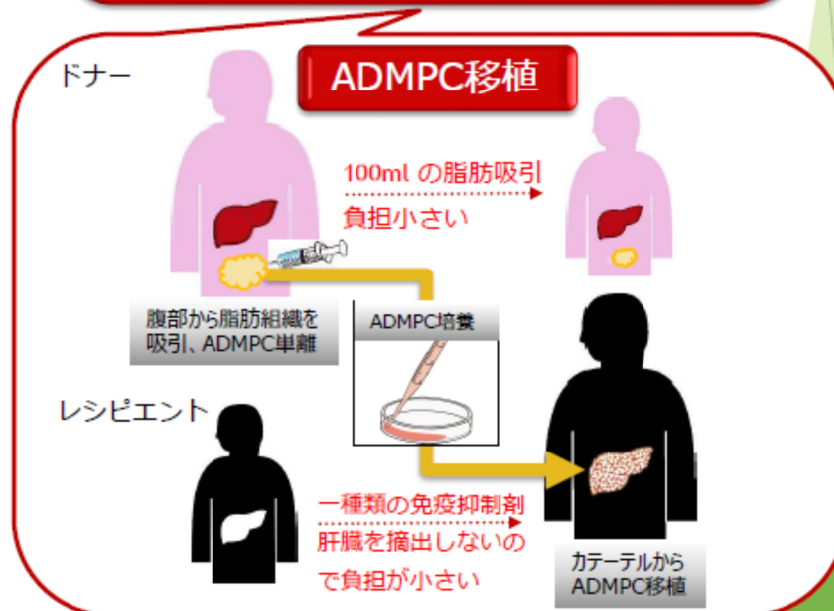 ドナー
ADMPC移植
100ml の脂肪吸引
負担小さい
腹部から脂肪組織を
吸引、ADMPC単離
ADMPC培養
レシピエント
一種類の免疫抑制剤
肝臓を摘出しないの
で負担が小さい
カテーテルから
ADMPC移植